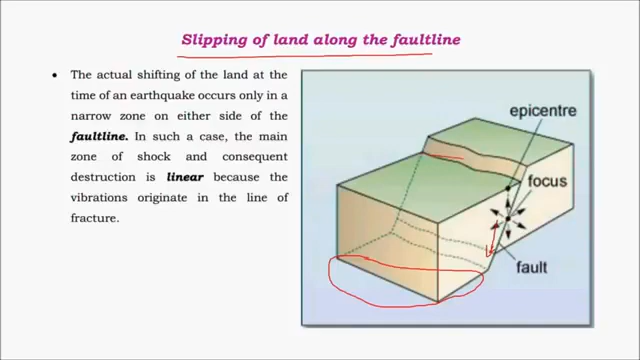 Slipping of land along the faultline
• The actual shifting of the land at the
time of an earthquake occurs only in a
narrow zone on either side of the
faultline. In such a case, the main
zone of shock and consequent
destruction is linear because the
vibrations originate in the line of
fracture.
epicentre
focus
fault